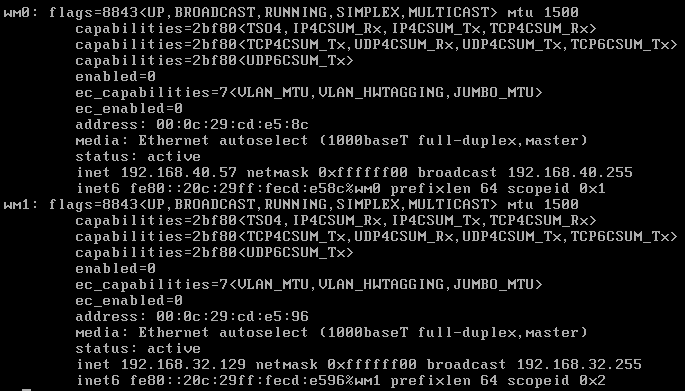 wm0: flags=8843<UP,BROADCAST,RUNNING,SIMPLEX,MULTICAST> mtu 1500
capabilities=2bf80<TSO4,IP4CSUM_Rx,IP4CSUM_Tx,TCP4CSUM_Rx>
capabilities=2bf80<TCP4CSUM_Tx,UDP4CSUM_Rx,UDP4CSUM_Tx,TCP6CSUM_Tx>
capabilities=2bf80<UDP6CSUM_Tx>
enabled=0
ec_capabilities=7<VLAN_MTU,VLAN_HWTAGGING,JUMBO_MTU>
ec_enabled=0
address: 00:0c:29:cd:e5:8c
media: Ethernet autoselect (1000baseT full-duplex,master)
status: active
inet 192.168.40.57 netmask 0xffffff00 broadcast 192.168.40.255
inet6 fe80::20c:29ff:fecd:e58c%wm0 prefixlen 64 scopeid 0x1
wm1: flags=8843<UP,BROADCAST,RUNNING,SIMPLEX,MULTICAST> mtu 1500
capabilities=2bf80<TSO4,IP4CSUM_Rx,IP4CSUM_Tx,TCP4CSUM_Rx>
capabilities=2bf80<TCP4CSUM_Tx,UDP4CSUM_Rx,UDP4CSUM_Tx,TCP6CSUM_Tx>
capabilities=2bf80<UDP6CSUM_Tx>
enabled=0
ec_capabilities=7<VLAN_MTU,VLAN_HWTAGGING,JUMBO_MTU>
ec_enabled=0
address: 00:0c:29:cd:e5:96
media: Ethernet autoselect (1000baseT full-duplex,master)
status: active
inet 192.168.32.129 netmask 0xffffff00 broadcast 192.168.32.255
inet6 fe80::20c:29ff:fecd:e596%wm1 prefixlen 64 scopeid 0x2